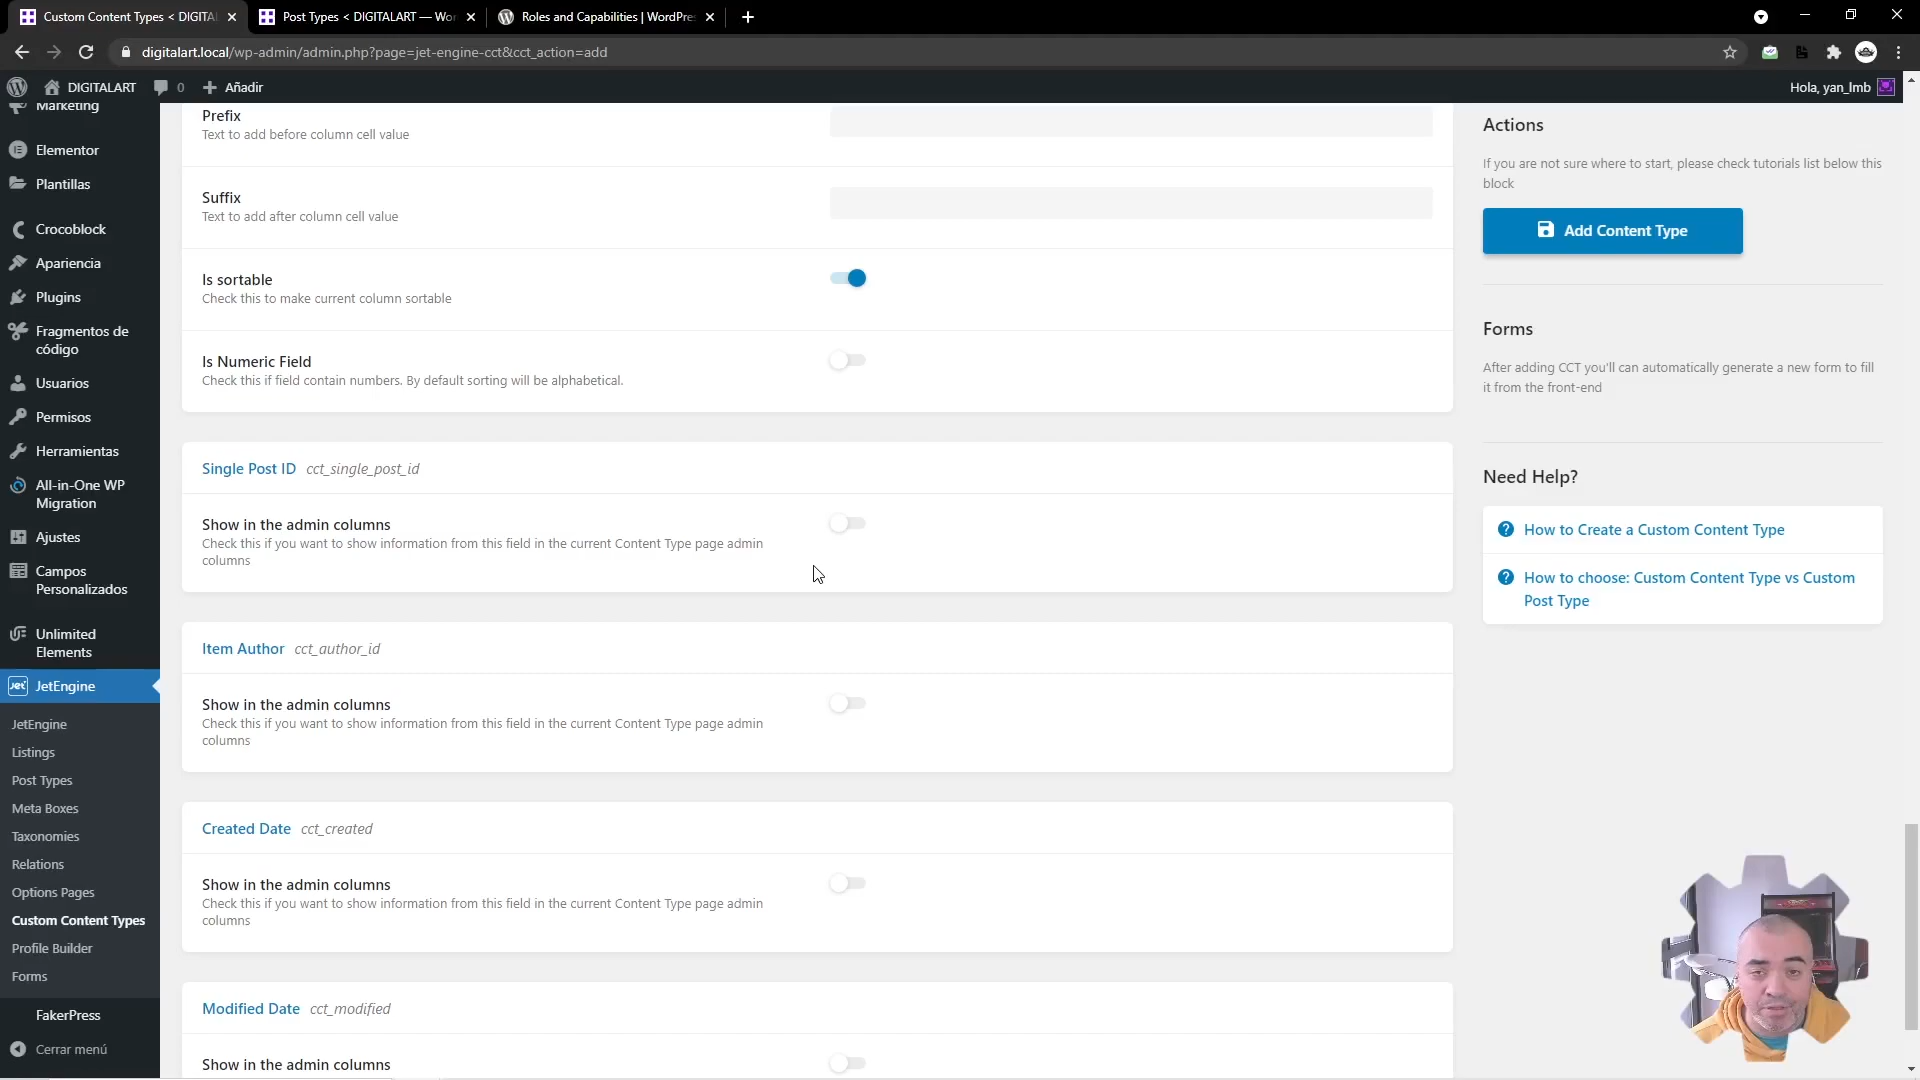 Custom Content Types < DIGITAL
Post Types < DIGITALART — Wor
Roles and Capabilities | WordPre
digitalart.local/wp-admin/admin.php?page=jet-engine-cct&cct_action=add
DIGITALART
0
Añadir
Hola, yan_lmb
Marketing
Elementor
Plantillas
Crocoblock
Apariencia
Plugins
Fragmentos de
código
Usuarios
Permisos
Herramientas
All-in-One WP
Migration
Ajustes
Campos
Personalizados
Unlimited
Elements
Jet
JetEngine
JetEngine
Listings
Post Types
Meta Boxes
Taxonomies
Relations
Options Pages
Custom Content Types
Profile Builder
Forms
FakerPress
Cerrar menú
Prefix
Text to add before column cell value
Suffix
Text to add after column cell value
Is sortable
Check this to make current column sortable
Is Numeric Field
Check this if field contain numbers. By default sorting will be alphabetical.
Single Post ID cct_single_post_id
Show in the admin columns
Check this if you want to show information from this field in the current Content Type page admin
columns
Item Author cct_author_id
Show in the admin columns
Check this if you want to show information from this field in the current Content Type page admin
columns
Created Date cct_created
Show in the admin columns
Check this if you want to show information from this field in the current Content Type page admin
columns
Modified Date cct_modified
Show in the admin columns
Actions
If you are not sure where to start, please check tutorials list below this
block
Add Content Type
Forms
After adding CCT you'll can automatically generate a new form to fill
it from the front-end
Need Help?
How to Create a Custom Content Type
How to choose: Custom Content Type vs Custom
Post Type